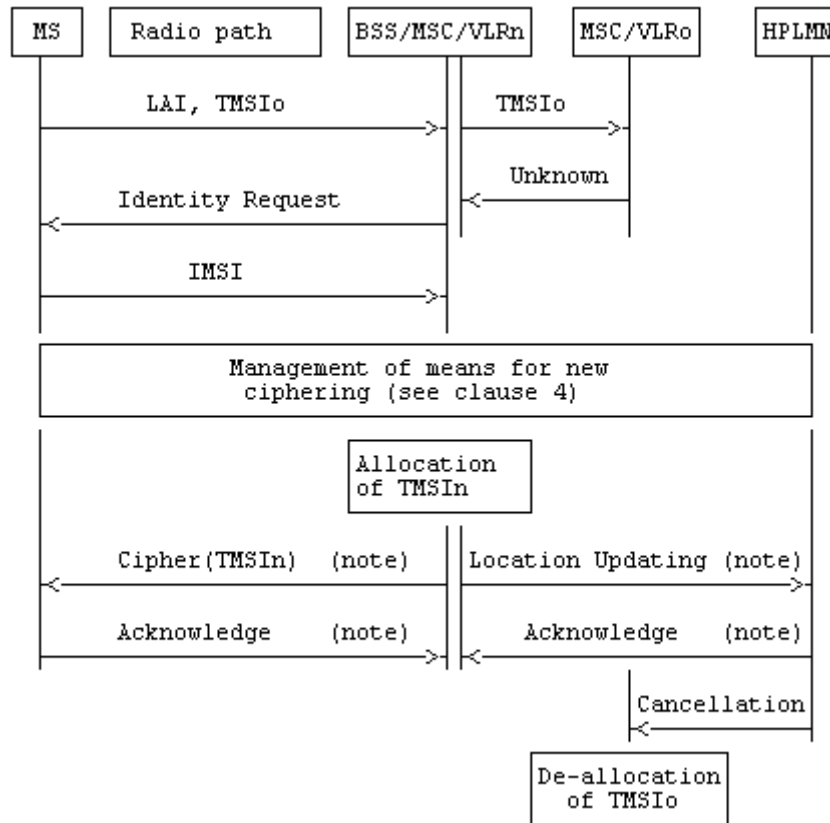 MS
Radio path
BSS/MSC/VLRn
MSC/VLRo
HPLMN
LAI, TMSIo
TMSIo
Unknown
Identity Request
IMSI
Management of means for new
ciphering (see clause 4)
Allocation
of TMSIn
Cipher(TMSIn) (note)
Location Updating (note)
Acknowledge (note)
Acknowledge (note)
Cancellation
De-allocation
of TMSIo